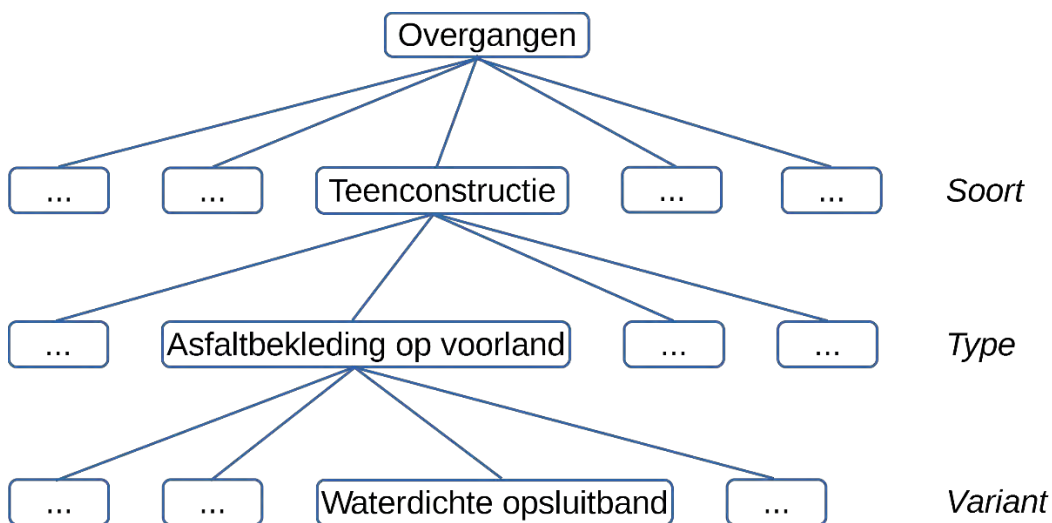 Overgangen
... ... Teenconstructie ... ... Soort
... Asfaltbekleding op voorland ... ... Type
... ... Waterdichte opsluitband ... Variant